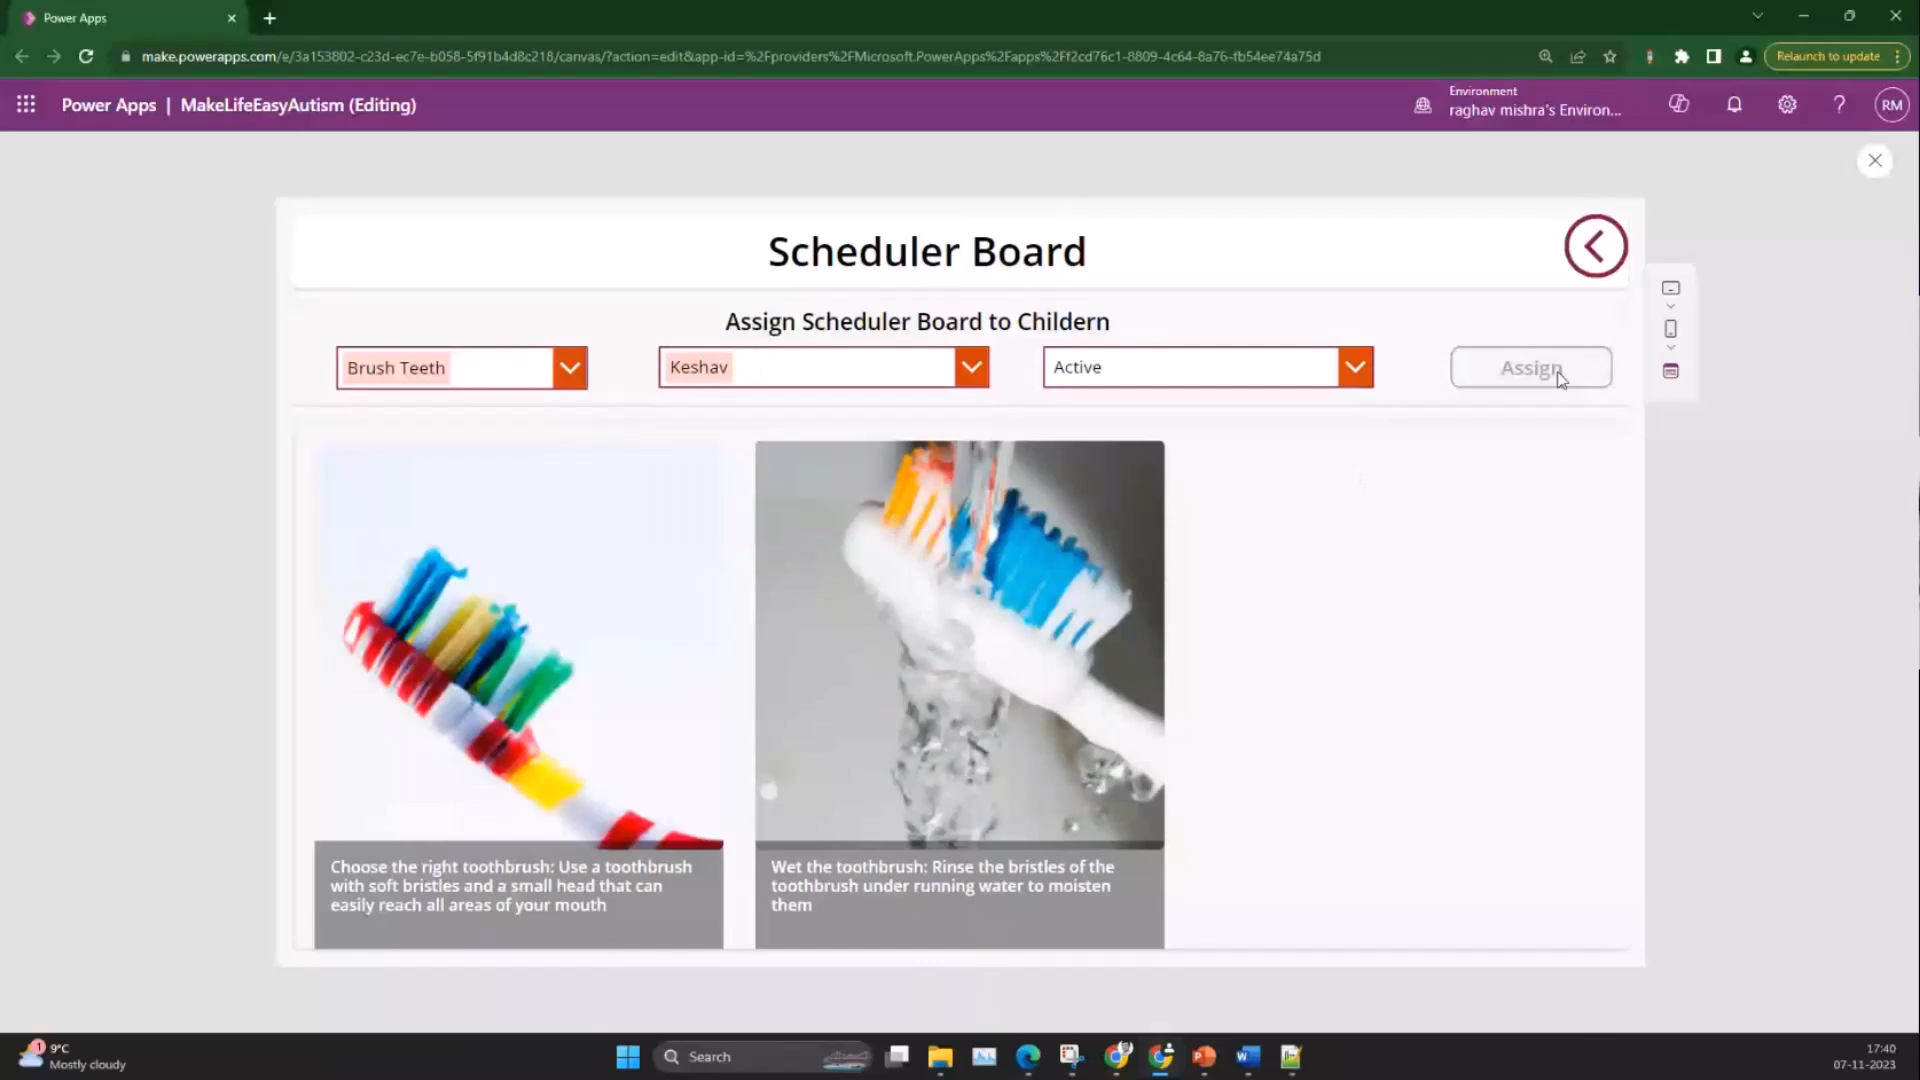 Power Apps
make.powerapps.com/e/3a153802-c23d-ec7e-b058-5f91b4d8c218/canvas/?action=edit&app-id=%2Fproviders%2FMicrosoft.PowerApps%2Fapps%2Ff2cd76c1-8809-4c64-8a76-fb54ee74a75d
Relaunch to update
Power Apps | MakeLifeEasyAutism (Editing)
Environment
raghav mishra's Environ...
RM
Scheduler Board
Assign Scheduler Board to Childern
Brush Teeth
Keshav
Active
Assign
Choose the right toothbrush: Use a toothbrush
with soft bristles and a small head that can
easily reach all areas of your mouth
Wet the toothbrush: Rinse the bristles of the
toothbrush under running water to moisten
them
1
9°C
Mostly cloudy
Search
17:40
07-11-2023